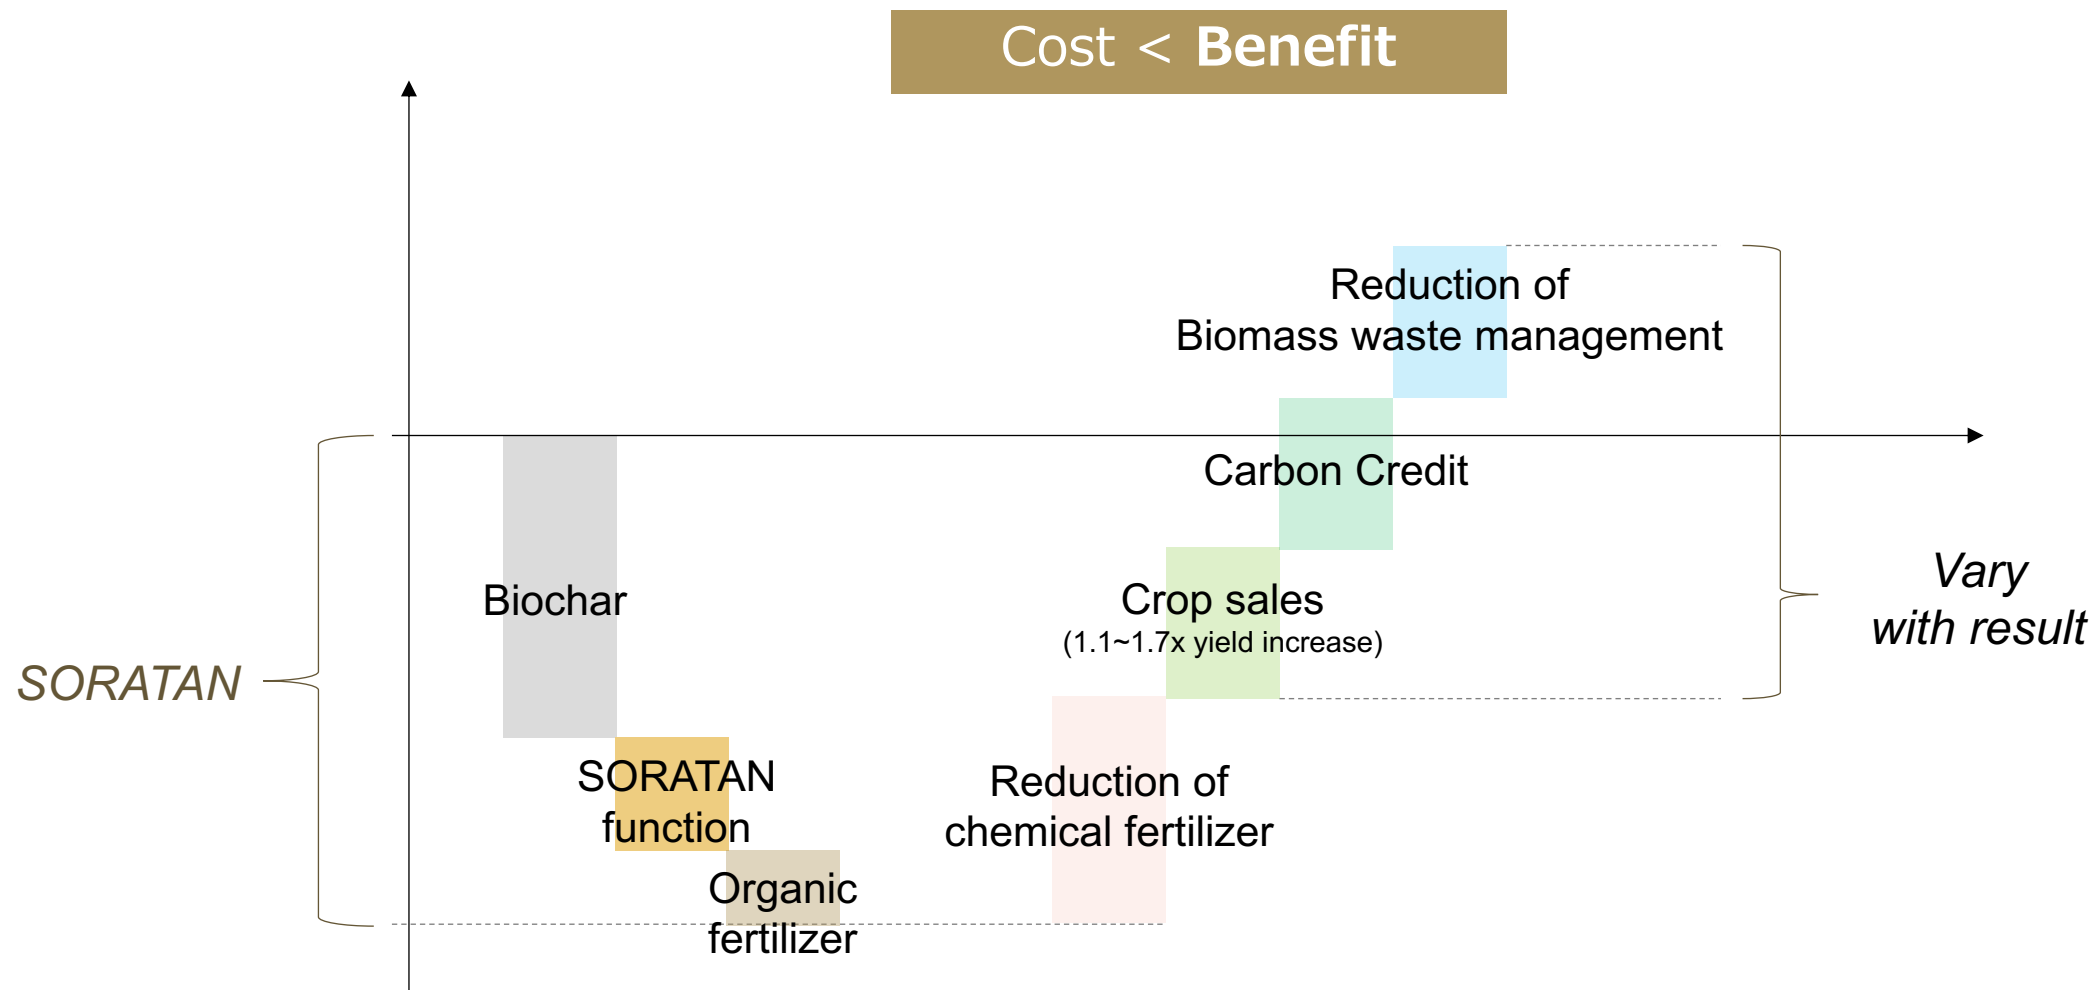 Cost < Benefit
Reduction of
Biomass waste management
Carbon Credit
Biochar
Crop sales
(1.1~1.7x yield increase)
Vary
with result
SORATAN
SORATAN
function
Reduction of
chemical fertilizer
Organic
fertilizer